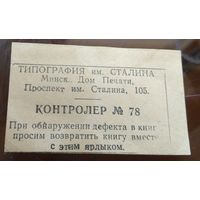 ТИПОГРАФИЯ им. СТАЛИНА
Минск, Дом Печати,
Проспект им. Сталина, 105.
КОНТРОЛЕР № 78
При обнаружении дефекта в книг
просим возвратить книгу вместе
с этим ярлыком.